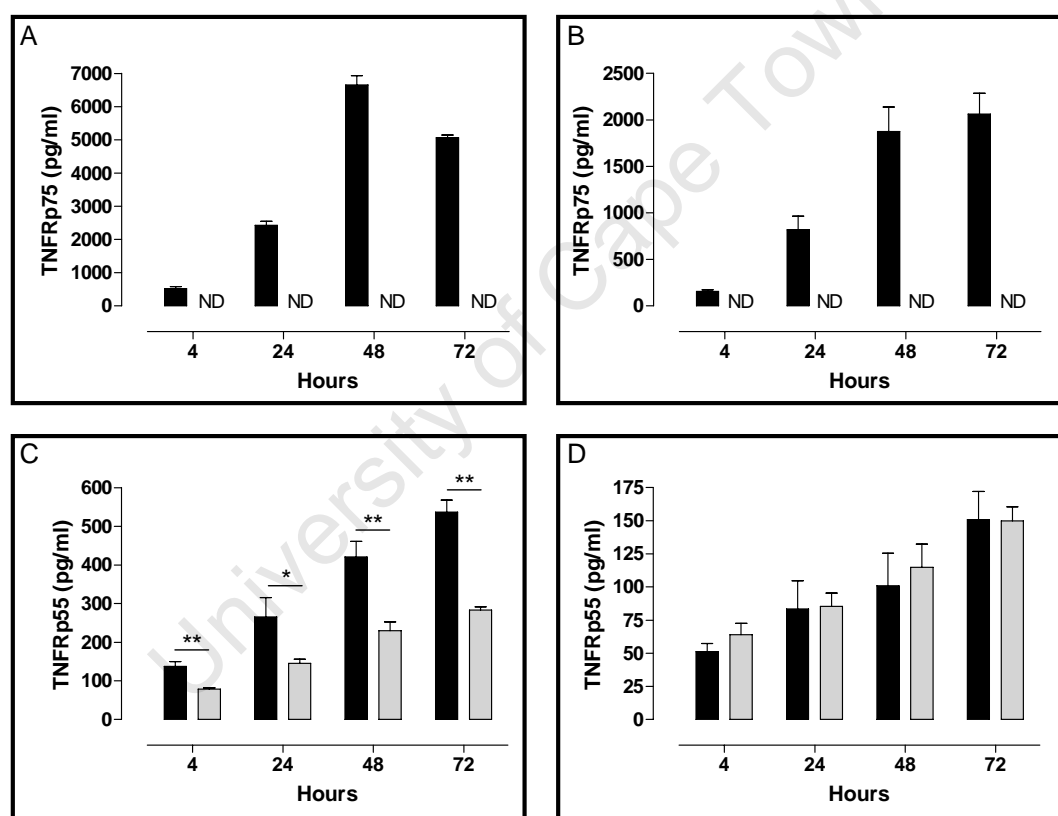 A
TNFRp75 (pg/ml)
7000
6000
5000
4000
3000
2000
1000
0
ND ND ND ND
4 24 48 72
Hours
B
TNFRp75 (pg/ml)
2500
2000
1500
1000
500
0
ND ND ND ND
4 24 48 72
Hours
C
TNFRp55 (pg/ml)
600
500
400
300
200
100
0
** * ** **
4 24 48 72
Hours
D
TNFRp55 (pg/ml)
175
150
125
100
75
50
25
0
4 24 48 72
Hours
University of Cape Town